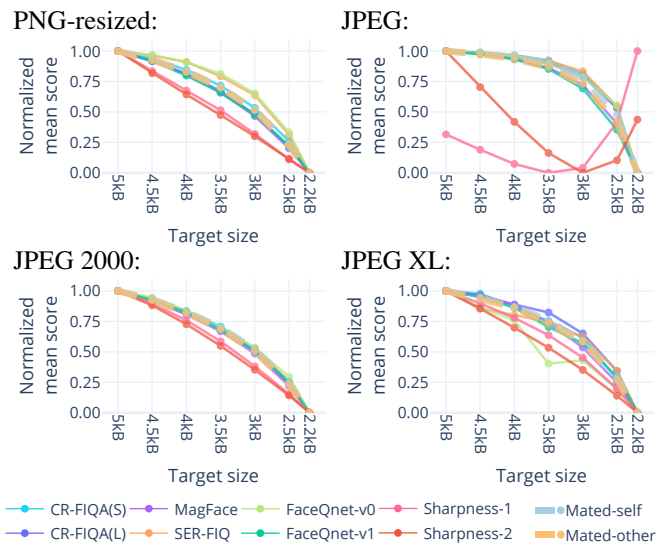 PNG-resized:
JPEG:
Normalized
mean score
1.00
0.75
0.50
0.25
0.00
5kB
4.5kB
4kB
3.5kB
3kB
2.5kB
2.2kB
Target size
Normalized
mean score
1.00
0.75
0.50
0.25
0.00
5kB
4.5kB
4kB
3.5kB
3kB
2.5kB
2.2kB
Target size
JPEG 2000:
JPEG XL:
Normalized
mean score
1.00
0.75
0.50
0.25
0.00
5kB
4.5kB
4kB
3.5kB
3kB
2.5kB
2.2kB
Target size
Normalized
mean score
1.00
0.75
0.50
0.25
0.00
5kB
4.5kB
4kB
3.5kB
3kB
2.5kB
2.2kB
Target size
CR-FIQA(S) MagFace FaceQnet-v0 Sharpness-1 Mated-self
CR-FIQA(L) SER-FIQ FaceQnet-v1 Sharpness-2 Mated-other